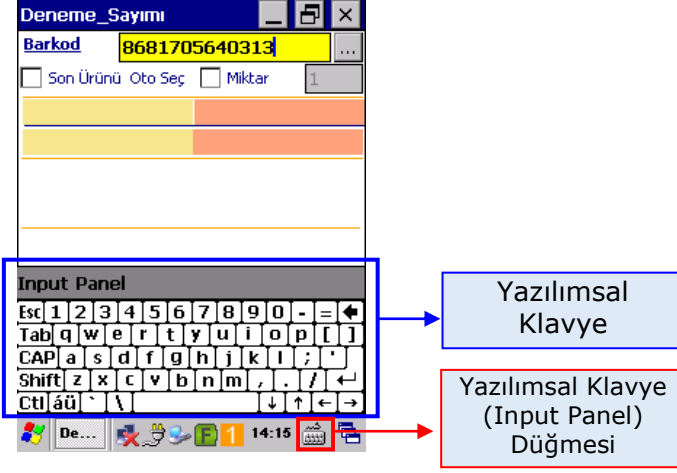 Deneme_Sayımı
Barkod 8681705640313 ...
Son Ürünü Oto Seç Miktar 1
Input Panel
Esc 1 2 3 4 5 6 7 8 9 0 - =
Tab q w e r t y u i o p [ ]
CAP a s d f g h j k l ; '
Shift z x c v b n m , . /
Ctl áü ` \
De... F 1 14:15
Yazılımsal
Klavye
Yazılımsal Klavye
(Input Panel)
Düğmesi